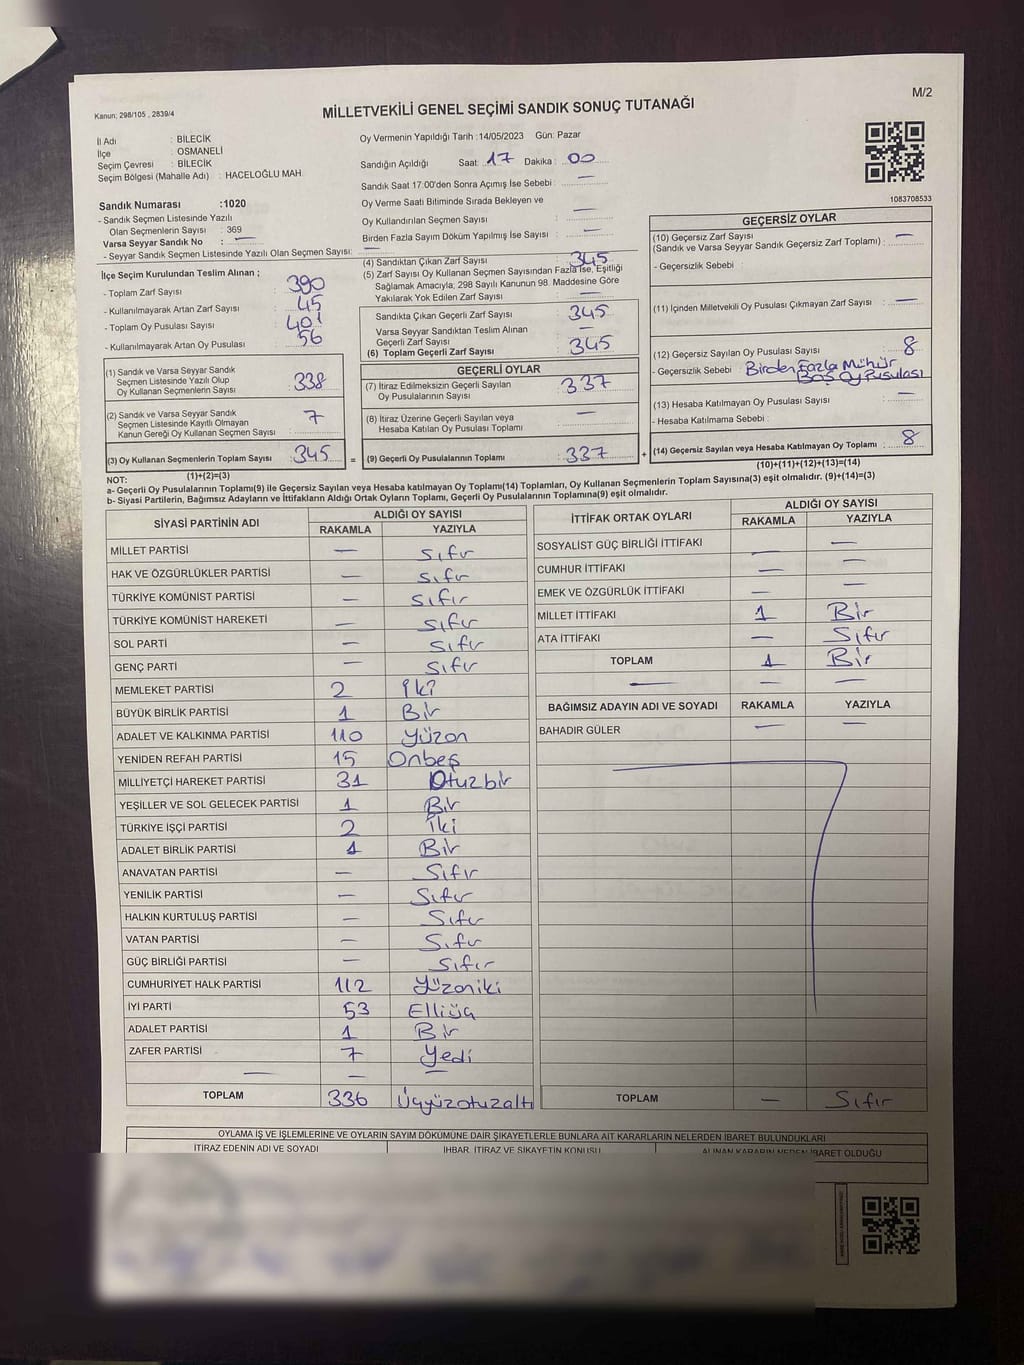 M/2
Kanun; 298/105 , 2839/4
MİLLETVEKİLİ GENEL SEÇİMİ SANDIK SONUÇ TUTANAĞI
İl Adı : BİLECİK
İlçe : OSMANELİ
Seçim Çevresi : BİLECİK
Seçim Bölgesi (Mahalle Adı) : HACELOĞLU MAH.
Sandık Numarası :1020
- Sandık Seçmen Listesinde Yazılı
Olan Seçmenlerin Sayısı : 369
Varsa Seyyar Sandık No : —
- Seyyar Sandık Seçmen Listesinde Yazılı Olan Seçmen Sayısı: —
Oy Vermenin Yapıldığı Tarih :14/05/2023 Gün: Pazar
Sandığın Açıldığı Saat: 17 Dakika : 00
Sandık Saat 17:00'den Sonra Açımış İse Sebebi : —
Oy Verme Saati Bitiminde Sırada Bekleyen ve
Oy Kullandırılan Seçmen Sayısı : —
Birden Fazla Sayım Döküm Yapılmış İse Sayısı : —
1083708533
İlçe Seçim Kurulundan Teslim Alınan ;
- Toplam Zarf Sayısı : 390
- Kullanılmayarak Artan Zarf Sayısı : 45
- Toplam Oy Pusulası Sayısı : 401
- Kullanılmayarak Artan Oy Pusulası : 56
(1) Sandık ve Varsa Seyyar Sandık
Seçmen Listesinde Yazılı Olup
Oy Kullanan Seçmenlerin Sayısı : 338
(2) Sandık ve Varsa Seyyar Sandık
Seçmen Listesinde Kayıtlı Olmayan
Kanun Gereği Oy Kullanan Seçmen Sayısı : 7
(3) Oy Kullanan Seçmenlerin Toplam Sayısı : 345 =
(1)+(2)=(3)
(4) Sandıktan Çıkan Zarf Sayısı : 345
(5) Zarf Sayısı Oy Kullanan Seçmen Sayısından Fazla İse, Eşitliği
Sağlamak Amacıyla, 298 Sayılı Kanunun 98. Maddesine Göre
Yakılarak Yok Edilen Zarf Sayısı : —
Sandıkta Çıkan Geçerli Zarf Sayısı : 345
Varsa Seyyar Sandıktan Teslim Alınan
Geçerli Zarf Sayısı : —
(6) Toplam Geçerli Zarf Sayısı : 345
GEÇERLİ OYLAR
(7) İtiraz Edilmeksizin Geçerli Sayılan
Oy Pusulalarının Sayısı : 337
(8) İtiraz Üzerine Geçerli Sayılan veya
Hesaba Katılan Oy Pusulası Toplamı : —
(9) Geçerli Oy Pusulalarının Toplamı : 337 +
GEÇERSİZ OYLAR
(10) Geçersiz Zarf Sayısı
(Sandık ve Varsa Seyyar Sandık Geçersiz Zarf Toplamı) : —
- Geçersizlik Sebebi :
(11) İçinden Milletvekili Oy Pusulası Çıkmayan Zarf Sayısı : —
(12) Geçersiz Sayılan Oy Pusulası Sayısı : 8
- Geçersizlik Sebebi : Birden Fazla Mühür
Boş Oy Pusulası
(13) Hesaba Katılmayan Oy Pusulası Sayısı : —
- Hesaba Katılmama Sebebi :
(14) Geçersiz Sayılan veya Hesaba Katılmayan Oy Toplamı : 8
(10)+(11)+(12)+(13)=(14)
NOT:
a- Geçerli Oy Pusulalarının Toplamı(9) ile Geçersiz Sayılan veya Hesaba katılmayan Oy Toplamı(14) Toplamları, Oy Kullanan Seçmenlerin Toplam Sayısına(3) eşit olmalıdır. (9)+(14)=(3)
b- Siyasi Partilerin, Bağımsız Adayların ve İttifakların Aldığı Ortak Oyların Toplamı, Geçerli Oy Pusulalarının Toplamına(9) eşit olmalıdır.
SİYASİ PARTİNİN ADI ALDIĞI OY SAYISI
RAKAMLA YAZIYLA
MİLLET PARTİSİ — Sıfır
HAK VE ÖZGÜRLÜKLER PARTİSİ — Sıfır
TÜRKİYE KOMÜNİST PARTİSİ — Sıfır
TÜRKİYE KOMÜNİST HAREKETİ — Sıfır
SOL PARTİ — Sıfır
GENÇ PARTİ — Sıfır
MEMLEKET PARTİSİ 2 İki
BÜYÜK BİRLİK PARTİSİ 1 Bir
ADALET VE KALKINMA PARTİSİ 110 Yüzon
YENİDEN REFAH PARTİSİ 15 Onbeş
MİLLİYETÇİ HAREKET PARTİSİ 31 Otuzbir
YEŞİLLER VE SOL GELECEK PARTİSİ 1 Bir
TÜRKİYE İŞÇİ PARTİSİ 2 İki
ADALET BİRLİK PARTİSİ 1 Bir
ANAVATAN PARTİSİ — Sıfır
YENİLİK PARTİSİ — Sıfır
HALKIN KURTULUŞ PARTİSİ — Sıfır
VATAN PARTİSİ — Sıfır
GÜÇ BİRLİĞİ PARTİSİ — Sıfır
CUMHURİYET HALK PARTİSİ 112 Yüzoniki
İYİ PARTİ 53 Elliüç
ADALET PARTİSİ 1 Bir
ZAFER PARTİSİ 7 Yedi
— — —
TOPLAM 336 Üçyüzotuzaltı
İTTİFAK ORTAK OYLARI ALDIĞI OY SAYISI
RAKAMLA YAZIYLA
SOSYALİST GÜÇ BİRLİĞİ İTTİFAKI — —
CUMHUR İTTİFAKI — —
EMEK VE ÖZGÜRLÜK İTTİFAKI — —
MİLLET İTTİFAKI 1 Bir
ATA İTTİFAKI — Sıfır
TOPLAM 1 Bir
— — —
BAĞIMSIZ ADAYIN ADI VE SOYADI RAKAMLA YAZIYLA
BAHADIR GÜLER — —
TOPLAM — Sıfır
OYLAMA İŞ VE İŞLEMLERİNE VE OYLARIN SAYIM DÖKÜMÜNE DAİR ŞİKAYETLERLE BUNLARA AİT KARARLARIN NELERDEN İBARET BULUNDUKLARI
İTİRAZ EDENİN ADI VE SOYADI İHBAR, İTİRAZ VE ŞİKAYETİN KONUSU ALINAN KARARIN NEDEN İBARET OLDUĞU